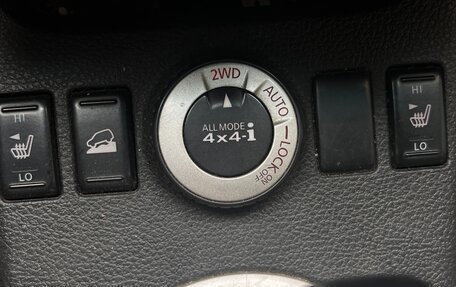 2WD
AUTO
LOCK
ON
OFF
ALL MODE
4x4-i
HI
LO
HI
LO